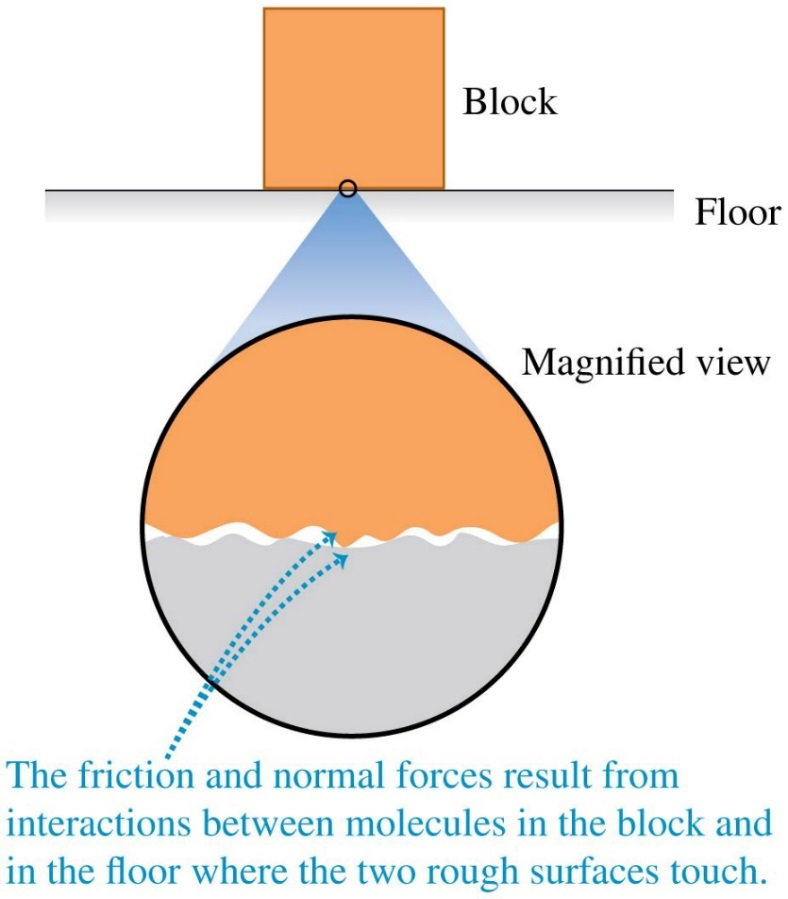 Block
Floor
Magnified view
The friction and normal forces result from
interactions between molecules in the block and
in the floor where the two rough surfaces touch.